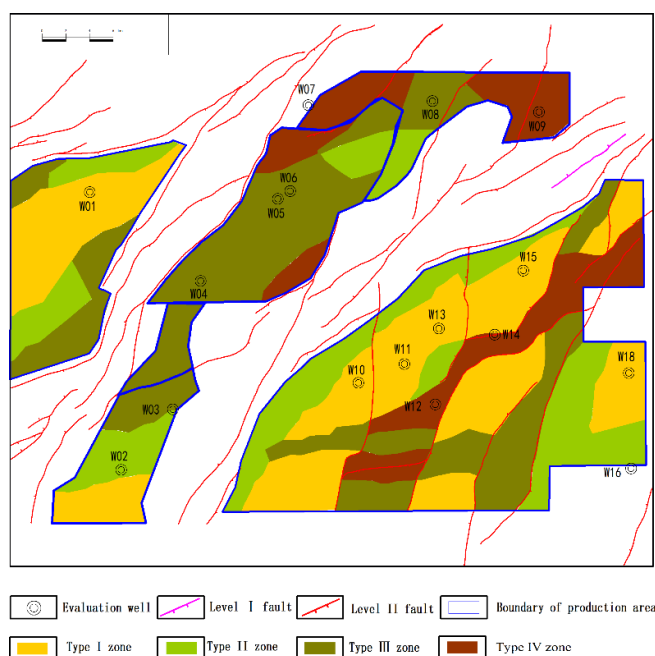 W07
W08
W09
W01
W06
W05
W15
W04
W13
W14
W11
W10
W18
W12
W03
W02
W16
Evaluation well
Level I fault
Level II fault
Boundary of production area
Type I zone
Type II zone
Type III zone
Type IV zone